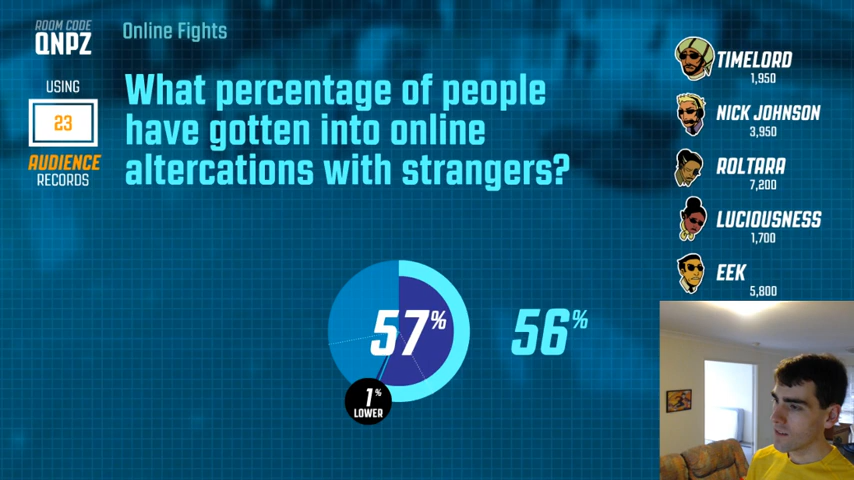 ROOM CODE
QNPZ
Online Fights
USING
23
AUDIENCE
RECORDS
What percentage of people
have gotten into online
altercations with strangers?
57%
56%
1%
LOWER
TIMELORD
1,950
NICK JOHNSON
3,950
ROLTARA
7,200
LUCIOUSNESS
1,700
EEK
5,800